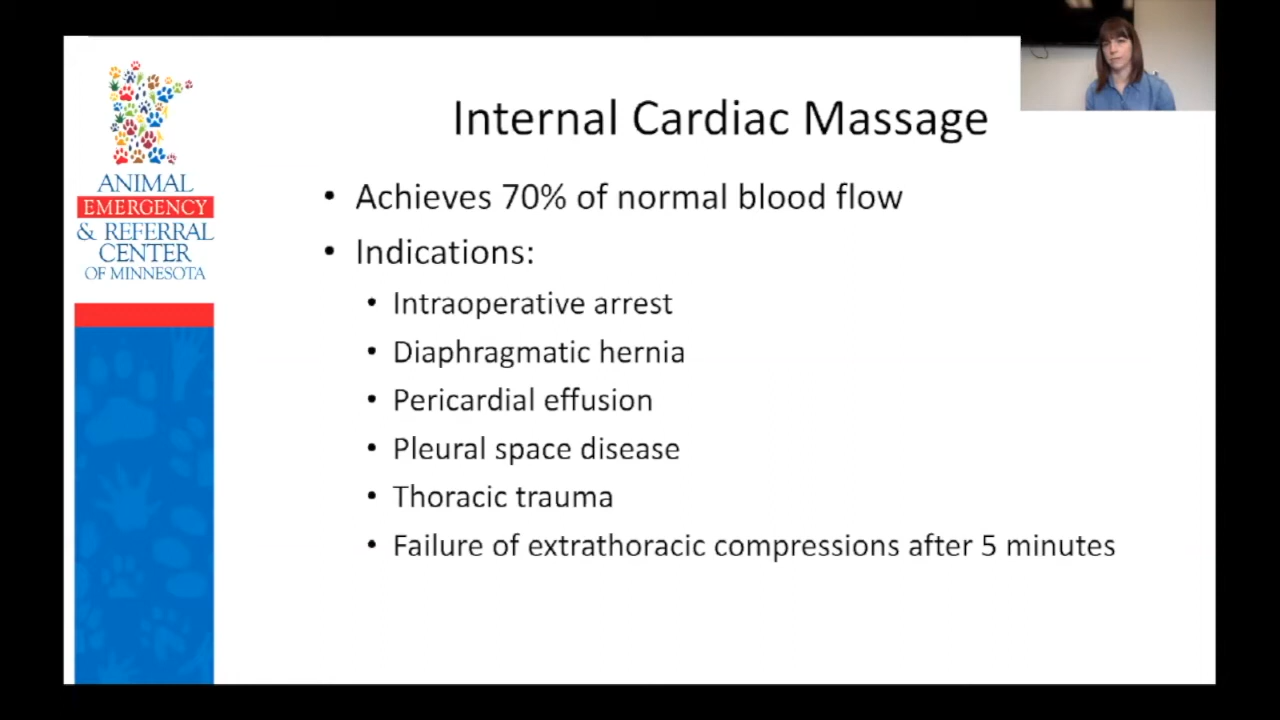 Internal Cardiac Massage
ANIMAL
EMERGENCY
& REFERRAL
CENTER
OF MINNESOTA
• Achieves 70% of normal blood flow
• Indications:
• Intraoperative arrest
• Diaphragmatic hernia
• Pericardial effusion
• Pleural space disease
• Thoracic trauma
• Failure of extrathoracic compressions after 5 minutes